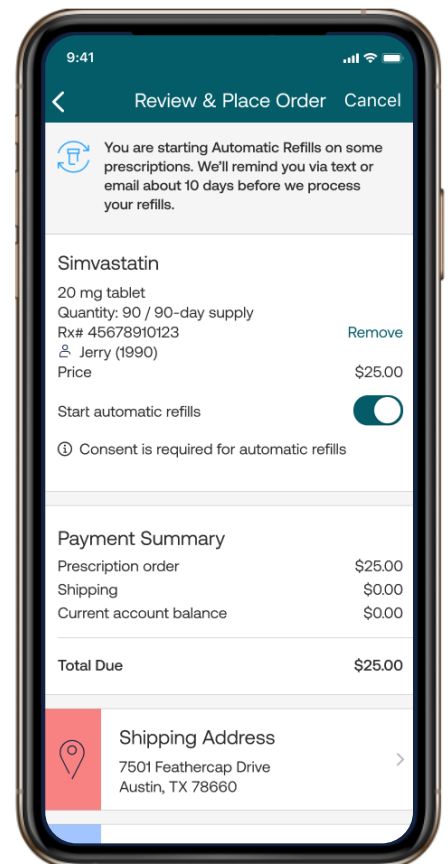 9:41
Review & Place Order Cancel
You are starting Automatic Refills on some
prescriptions. We'll remind you via text or
email about 10 days before we process
your refills.
Simvastatin
20 mg tablet
Quantity: 90 / 90-day supply
Rx# 45678910123 Remove
Jerry (1990)
Price $25.00
Start automatic refills
Consent is required for automatic refills
Payment Summary
Prescription order $25.00
Shipping $0.00
Current account balance $0.00
Total Due $25.00
Shipping Address
7501 Feathercap Drive
Austin, TX 78660